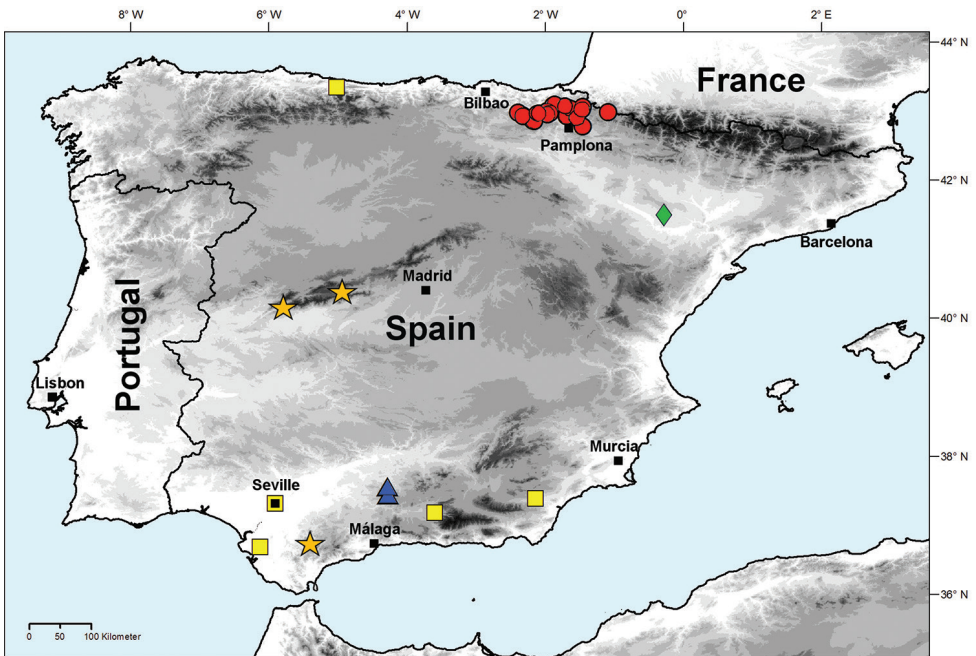 8° W 6° W 4° W 2° W 0° 2° E
44° N
France
Bilbao
Pamplona
42° N
Barcelona
Madrid
40° N
Spain
Portugal
Lisbon
Murcia
38° N
Seville
Málaga
36° N
0 50 100 Kilometer